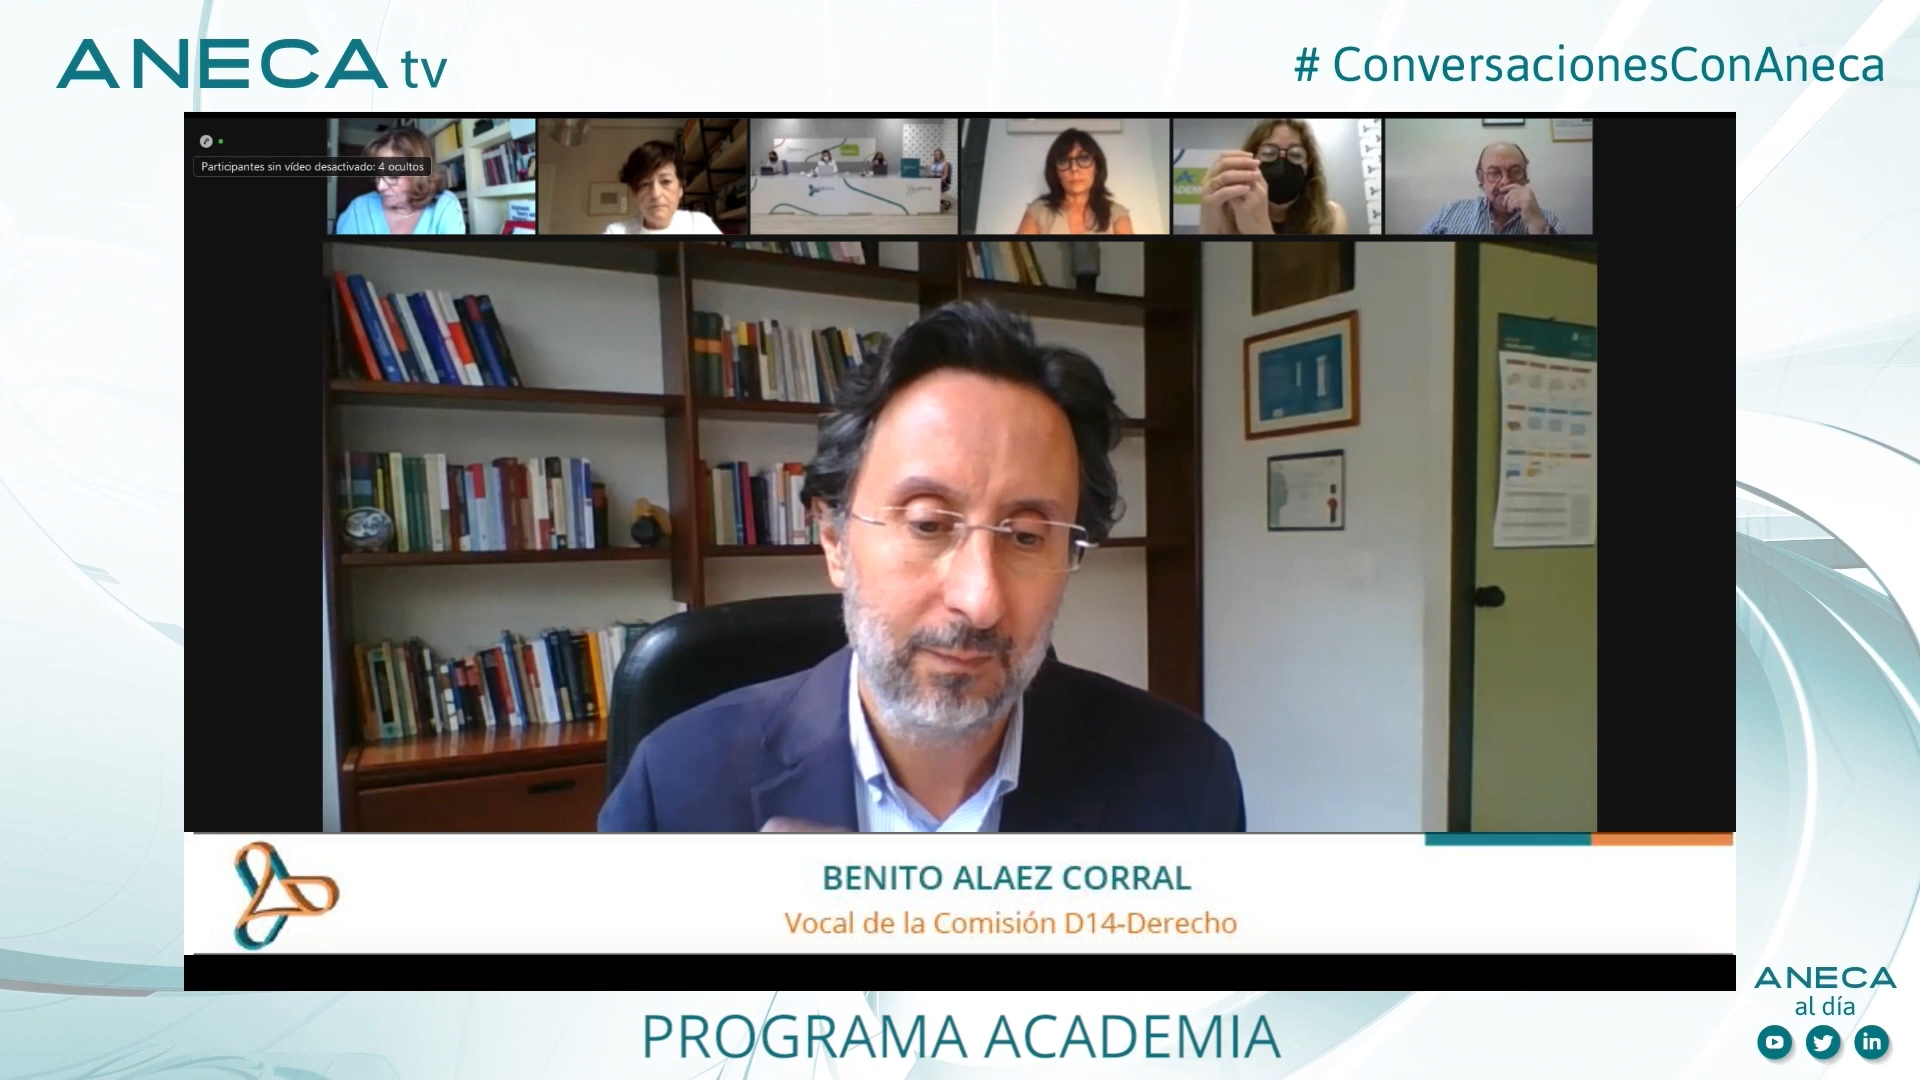 ANECA tv
# ConversacionesConAneca
Participantes sin vídeo desactivado: 4 ocultos
BENITO ALAEZ CORRAL
Vocal de la Comisión D14-Derecho
ANECA
al día
PROGRAMA ACADEMIA